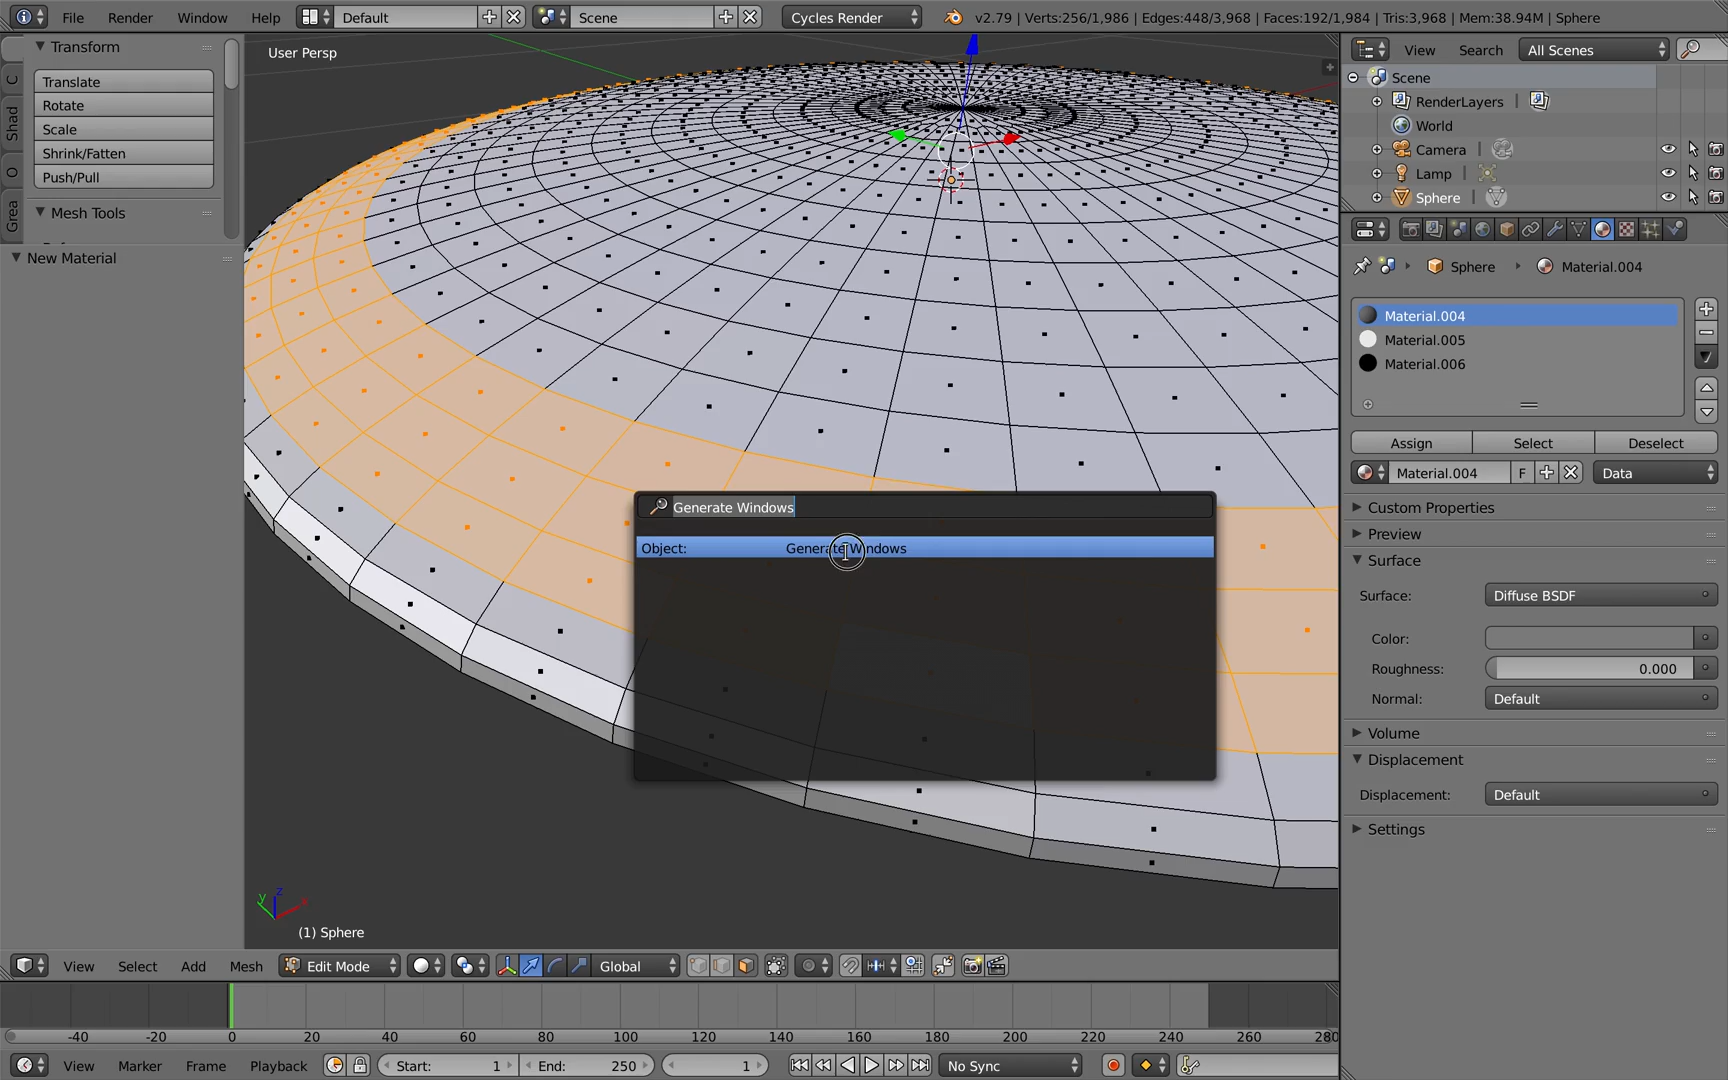 File Render Window Help Default Scene Cycles Render v2.79 | Verts:256/1,986 | Edges:448/3,968 | Faces:192/1,984 | Tris:3,968 | Mem:38.94M | Sphere
Transform
Translate
Rotate
Scale
Shrink/Fatten
Push/Pull
Mesh Tools
C
Shad
O
Grea
New Material
User Persp
Generate Windows
Object: Generate Windows
z
y
(1) Sphere
View Select Add Mesh Edit Mode Global
-40 -20 0 20 40 60 80 100 120 140 160 180 200 220 240 260 280
View Marker Frame Playback Start: 1 End: 250 1 No Sync
View Search All Scenes
Scene
RenderLayers
World
Camera
Lamp
Sphere
Sphere Material.004
Material.004
Material.005
Material.006
Assign Select Deselect
Material.004 F Data
Custom Properties
Preview
Surface
Surface: Diffuse BSDF
Color:
Roughness: 0.000
Normal: Default
Volume
Displacement
Displacement: Default
Settings